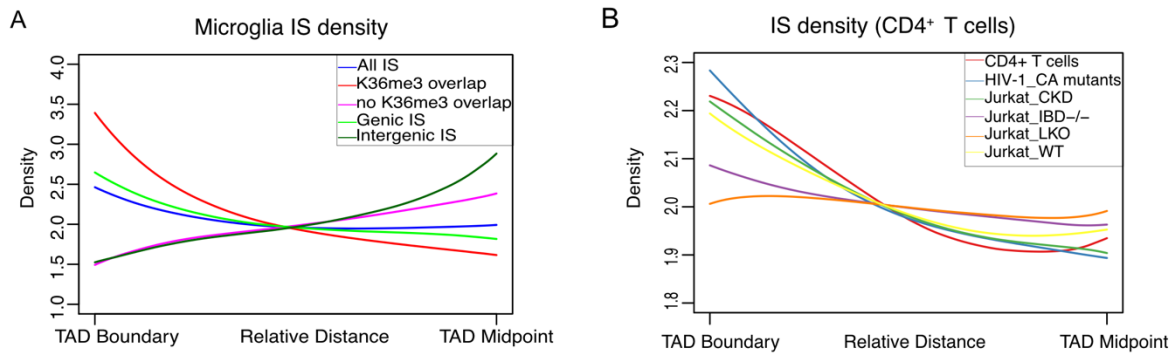 A
Microglia IS density
Density
4.0
3.5
3.0
2.5
2.0
1.5
1.0
All IS
K36me3 overlap
no K36me3 overlap
Genic IS
Intergenic IS
TAD Boundary
Relative Distance
TAD Midpoint
B
IS density (CD4⁺ T cells)
Density
2.3
2.2
2.1
2.0
1.9
1.8
CD4+ T cells
HIV-1_CA mutants
Jurkat_CKD
Jurkat_IBD−/−
Jurkat_LKO
Jurkat_WT
TAD Boundary
Relative Distance
TAD Midpoint